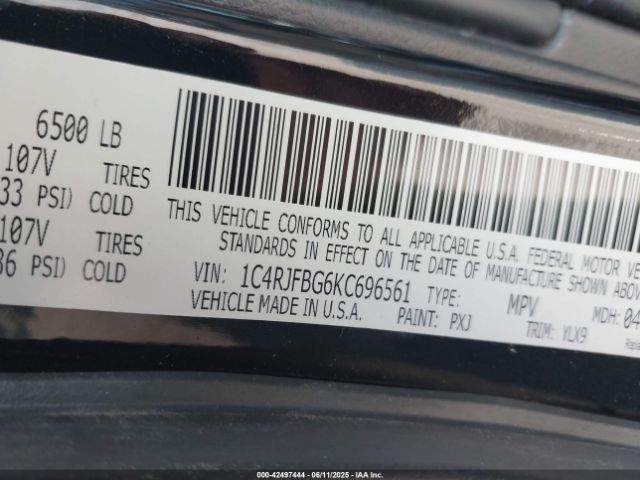 6500 LB
107V TIRES
33 PSI) COLD
107V TIRES
36 PSI) COLD
THIS VEHICLE CONFORMS TO ALL APPLICABLE U.S.A. FEDERAL MOTOR
STANDARDS IN EFFECT ON THE DATE OF MANUFACTURE SHOWN ABOV
VIN: 1C4RJFBG6KC696561 TYPE: MPV MDH: 04
VEHICLE MADE IN U.S.A. PAINT: PXJ TRIM: YLX9
000-42497444 - 06/11/2025 - IAA Inc.